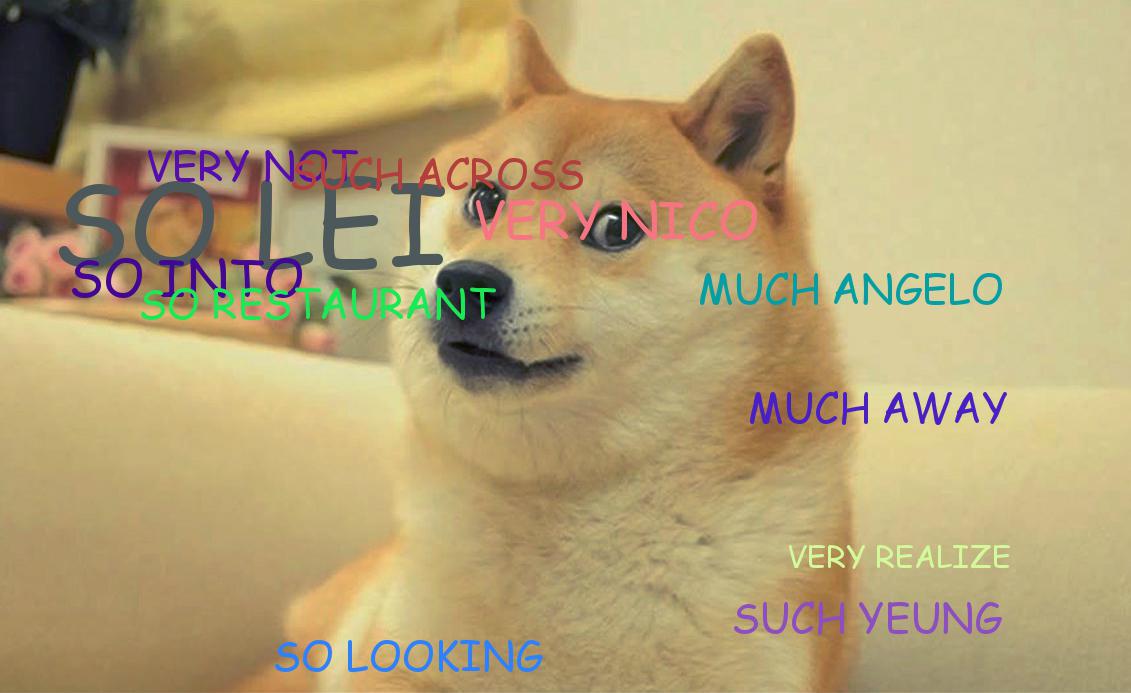 VERY NOT
SUCH ACROSS
SO LEI
VERY NICO
SO INTO
SO RESTAURANT
MUCH ANGELO
MUCH AWAY
VERY REALIZE
SUCH YEUNG
SO LOOKING